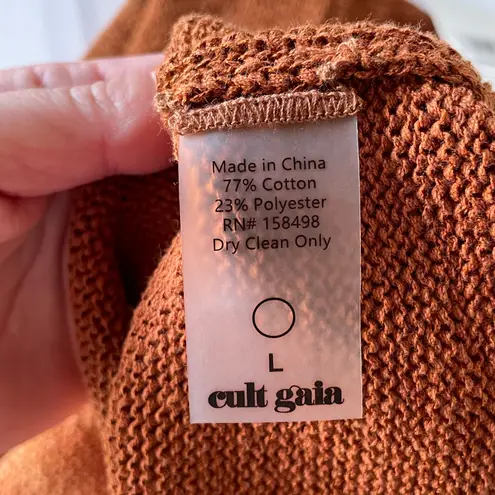 Made in China
77% Cotton
23% Polyester
RN# 158498
Dry Clean Only
L
cult gaia